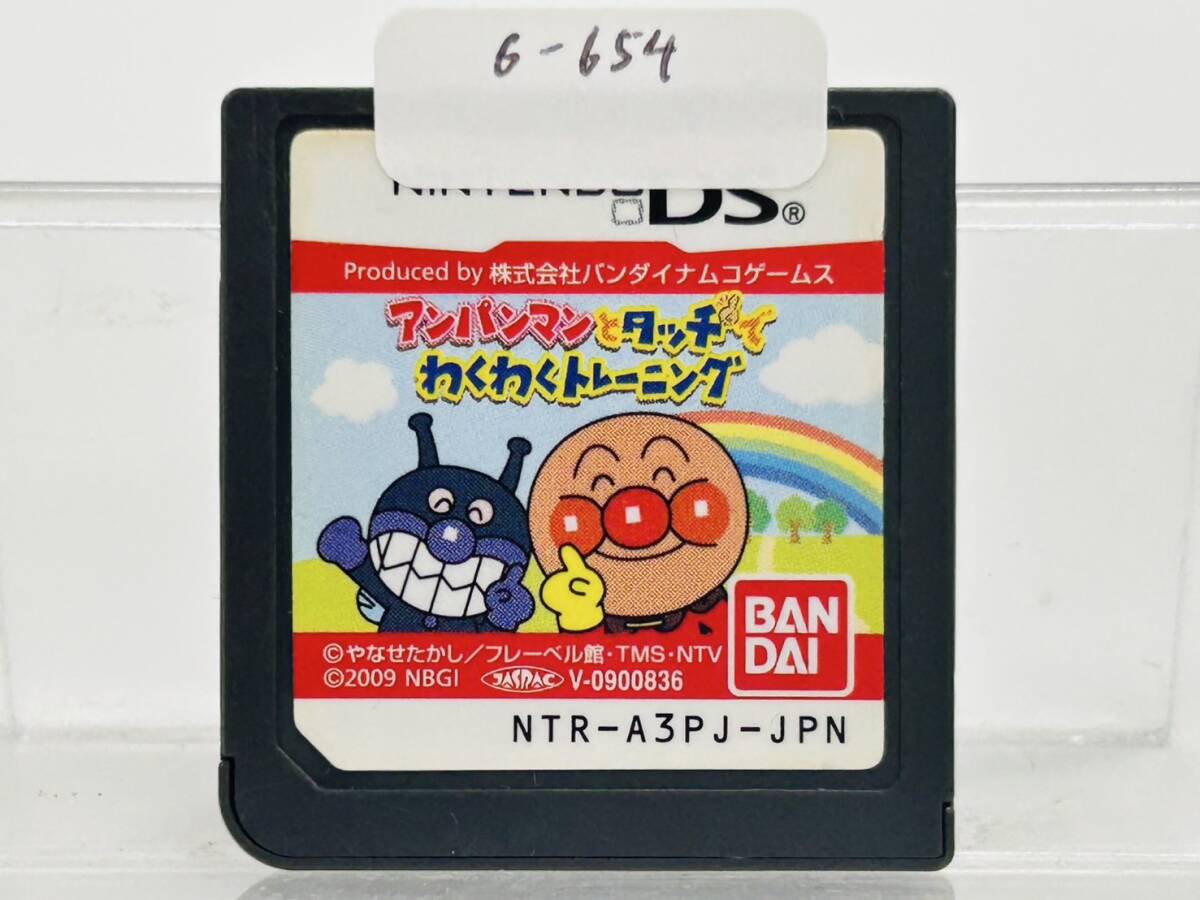 6-654
NINTENDO DS®
Produced by 株式会社バンダイナムコゲームス
アンパンマンとタッチで
わくわくトレーニング
©やなせたかし／フレーベル館・TMS・NTV
©2009 NBGI JASRAC V-0900836
BAN
DAI
NTR-A3PJ-JPN